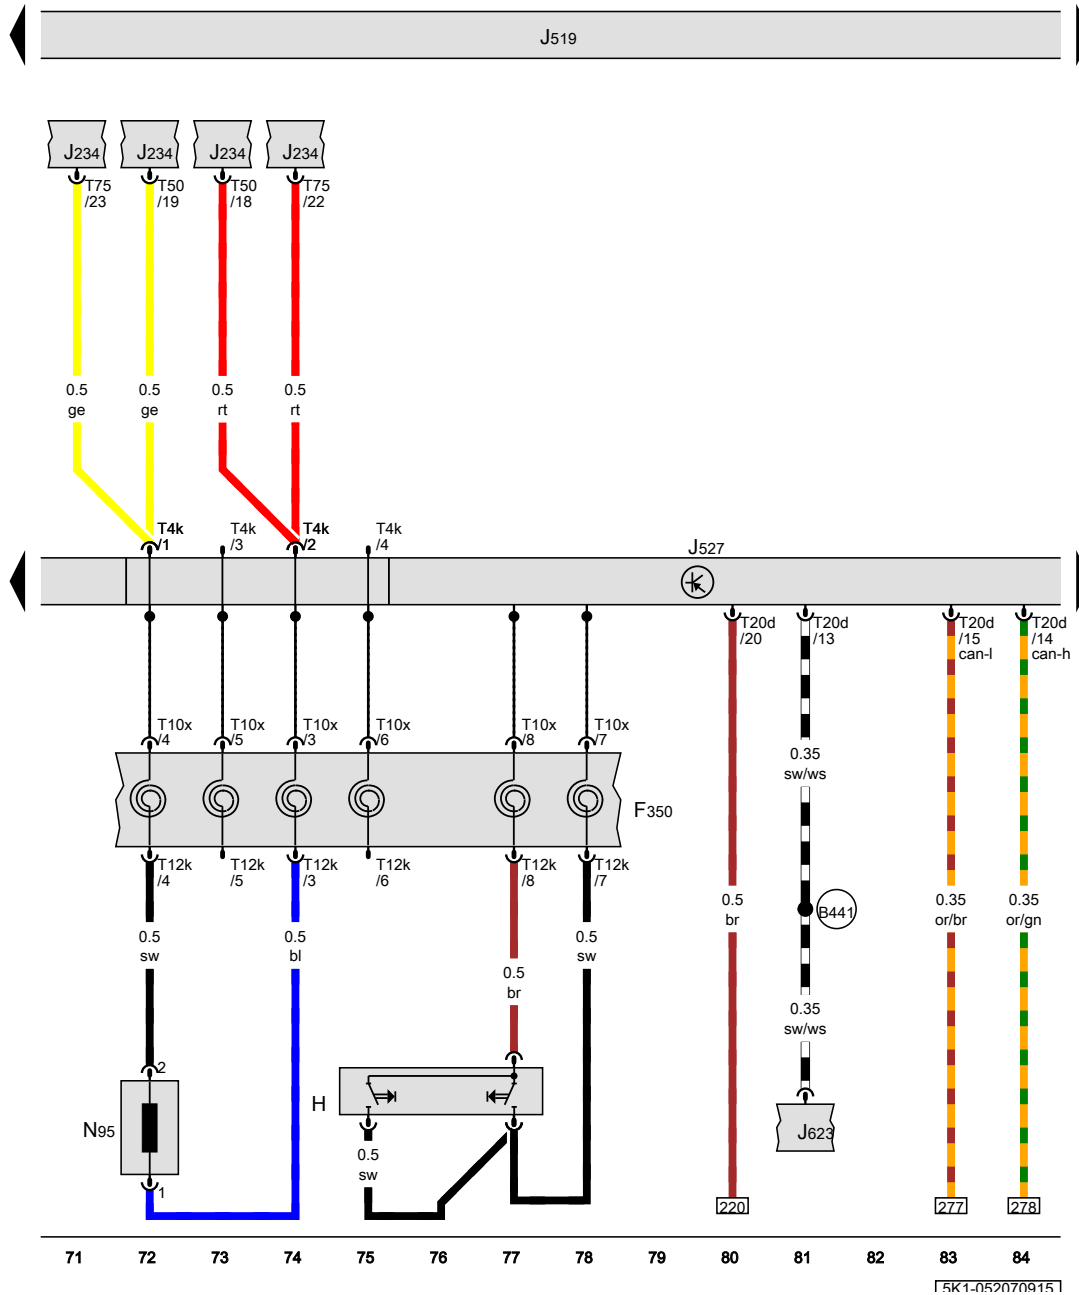 J519
J234 J234 J234 J234
T75 T50 T50 T75
/23 /19 /18 /22
0.5 0.5 0.5 0.5
ge ge rt rt
T4k T4k T4k T4k
/1 /3 /2 /4
J527
T20d T20d T20d T20d
/20 /13 /15 /14
can-l can-h
T10x T10x T10x T10x T10x T10x
/4 /5 /3 /6 /8 /7
0.35
sw/ws
F350
T12k T12k T12k T12k T12k T12k
/4 /5 /3 /6 /8 /7
0.5 0.35 0.35
br or/br or/gn
B441
0.5 0.5 0.5
sw bl sw
0.5
br
0.35
sw/ws
2
H
N95
J623
0.5
sw
1
220 277 278
71 72 73 74 75 76 77 78 79 80 81 82 83 84
5K1-052070915